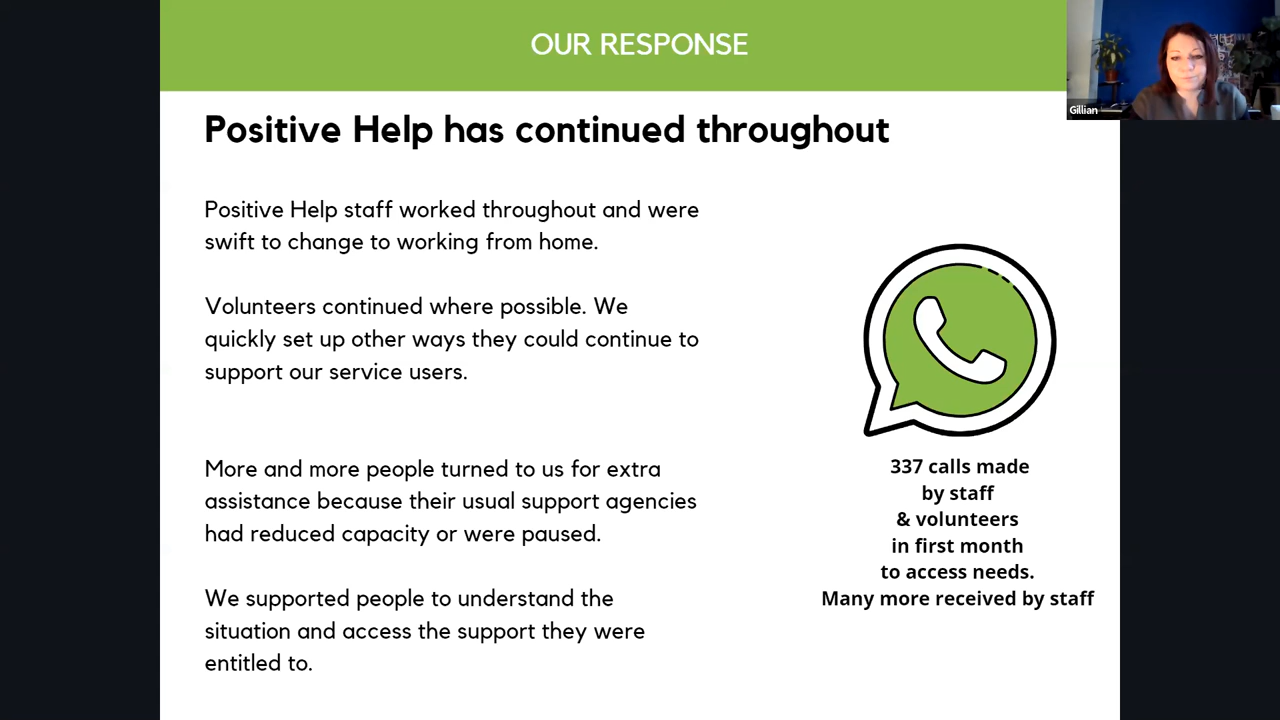 OUR RESPONSE
Gillian
Positive Help has continued throughout
Positive Help staff worked throughout and were
swift to change to working from home.
Volunteers continued where possible. We
quickly set up other ways they could continue to
support our service users.
More and more people turned to us for extra
assistance because their usual support agencies
had reduced capacity or were paused.
We supported people to understand the
situation and access the support they were
entitled to.
337 calls made
by staff
& volunteers
in first month
to access needs.
Many more received by staff